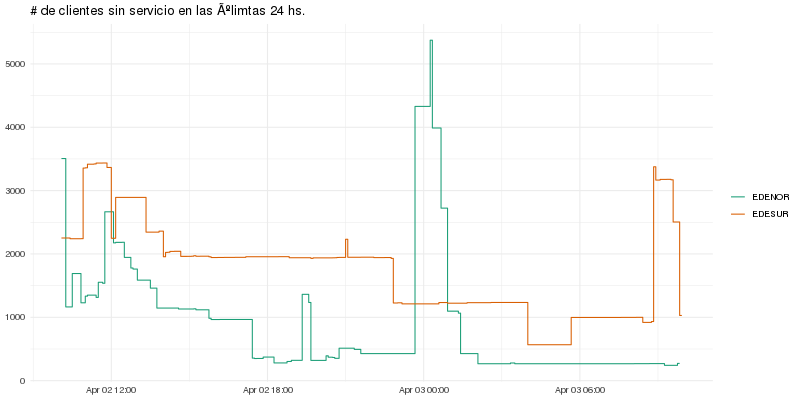 # de clientes sin servicio en las Ãºlimtas 24 hs.
5000
4000
3000
2000
1000
0
Apr 02 12:00
Apr 02 18:00
Apr 03 00:00
Apr 03 06:00
EDENOR
EDESUR